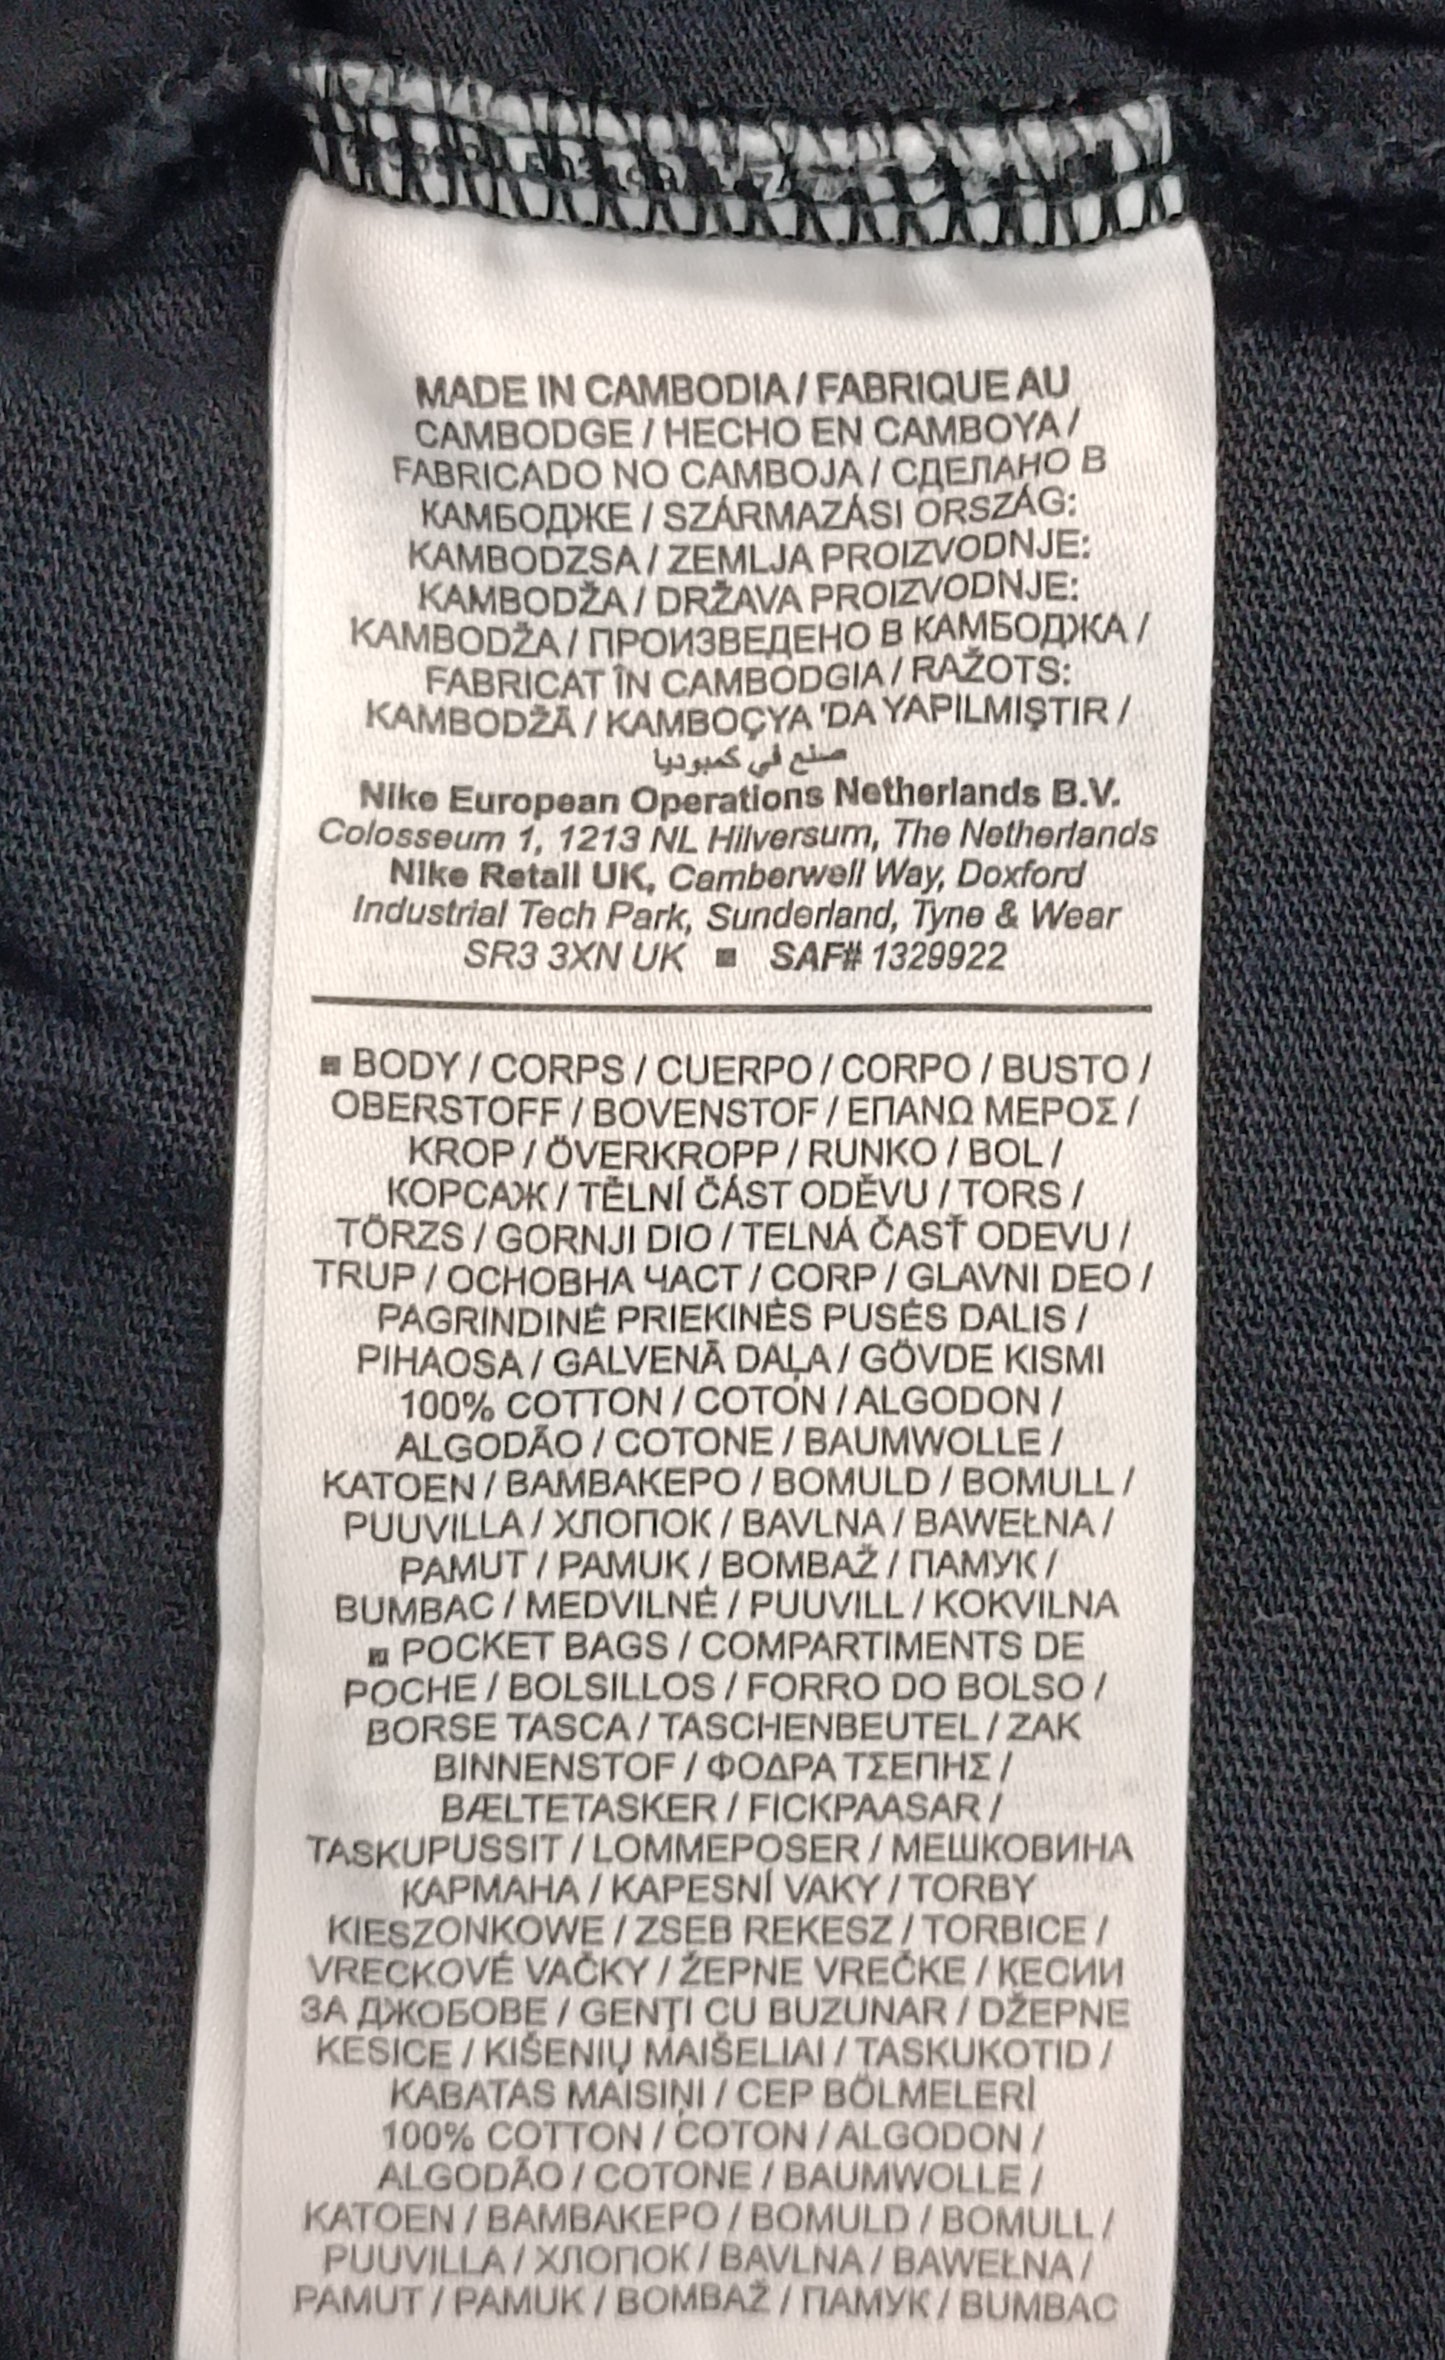 MADE IN CAMBODIA / FABRIQUE AU
CAMBODGE / HECHO EN CAMBOYA /
FABRICADO NO CAMBOJA / СДЕЛАНО В
КАМБОДЖЕ / SZÁRMAZÁSI ORSZÁG:
KAMBODZSA / ZEMLJA PROIZVODNJE:
KAMBODŽA / DRŽAVA PROIZVODNJE:
KAMBODŽA / ПРОИЗВЕДЕНО В КАМБОДЖА /
FABRICAT ÎN CAMBODGIA / RAŽOTS:
KAMBODŽĀ / KAMBOÇYA 'DA YAPILMIŞTIR /
صنع في كمبوديا
Nike European Operations Netherlands B.V.
Colosseum 1, 1213 NL Hilversum, The Netherlands
Nike Retail UK, Camberwell Way, Doxford
Industrial Tech Park, Sunderland, Tyne & Wear
SR3 3XN UK ■ SAF# 1329922
■ BODY / CORPS / CUERPO / CORPO / BUSTO /
OBERSTOFF / BOVENSTOF / ΕΠΑΝΩ ΜΕΡΟΣ /
KROP / ÖVERKROPP / RUNKO / BOL /
КОРСАЖ / TĚLNÍ ČÁST ODĚVU / TORS /
TÖRZS / GORNJI DIO / TELNÁ ČASŤ ODEVU /
TRUP / ОСНОВНА ЧАСТ / CORP / GLAVNI DEO /
PAGRINDINĖ PRIEKINĖS PUSĖS DALIS /
PIHAOSA / GALVENĀ DAĻA / GÖVDE KISMI
100% COTTON / COTON / ALGODON /
ALGODÃO / COTONE / BAUMWOLLE /
KATOEN / ΒΑΜΒΑΚΕΡΟ / BOMULD / BOMULL /
PUUVILLA / ХЛОПОК / BAVLNA / BAWEŁNA /
PAMUT / PAMUK / BOMBAŽ / ПАМУК /
BUMBAC / MEDVILNĖ / PUUVILL / KOKVILNA
■ POCKET BAGS / COMPARTIMENTS DE
POCHE / BOLSILLOS / FORRO DO BOLSO /
BORSE TASCA / TASCHENBEUTEL / ZAK
BINNENSTOF / ΦΟΔΡΑ ΤΣΕΠΗΣ /
BÆLTETASKER / FICKPAASAR /
TASKUPUSSIT / LOMMEPOSER / МЕШКОВИНА
КАРМАНА / KAPESNÍ VAKY / TORBY
KIESZONKOWE / ZSEB REKESZ / TORBICE /
VRECKOVÉ VAČKY / ŽEPNE VREČKE / КЕСИИ
ЗА ДЖОБОВЕ / GENŢI CU BUZUNAR / DŽEPNE
KESICE / KIŠENIŲ MAIŠELIAI / TASKUKOTID /
KABATAS MAISIŅI / CEP BÖLMELERİ
100% COTTON / COTON / ALGODON /
ALGODÃO / COTONE / BAUMWOLLE /
KATOEN / ΒΑΜΒΑΚΕΡΟ / BOMULD / BOMULL /
PUUVILLA / ХЛОПОК / BAVLNA / BAWEŁNA /
PAMUT / PAMUK / BOMBAŽ / ПАМУК / BUMBAC